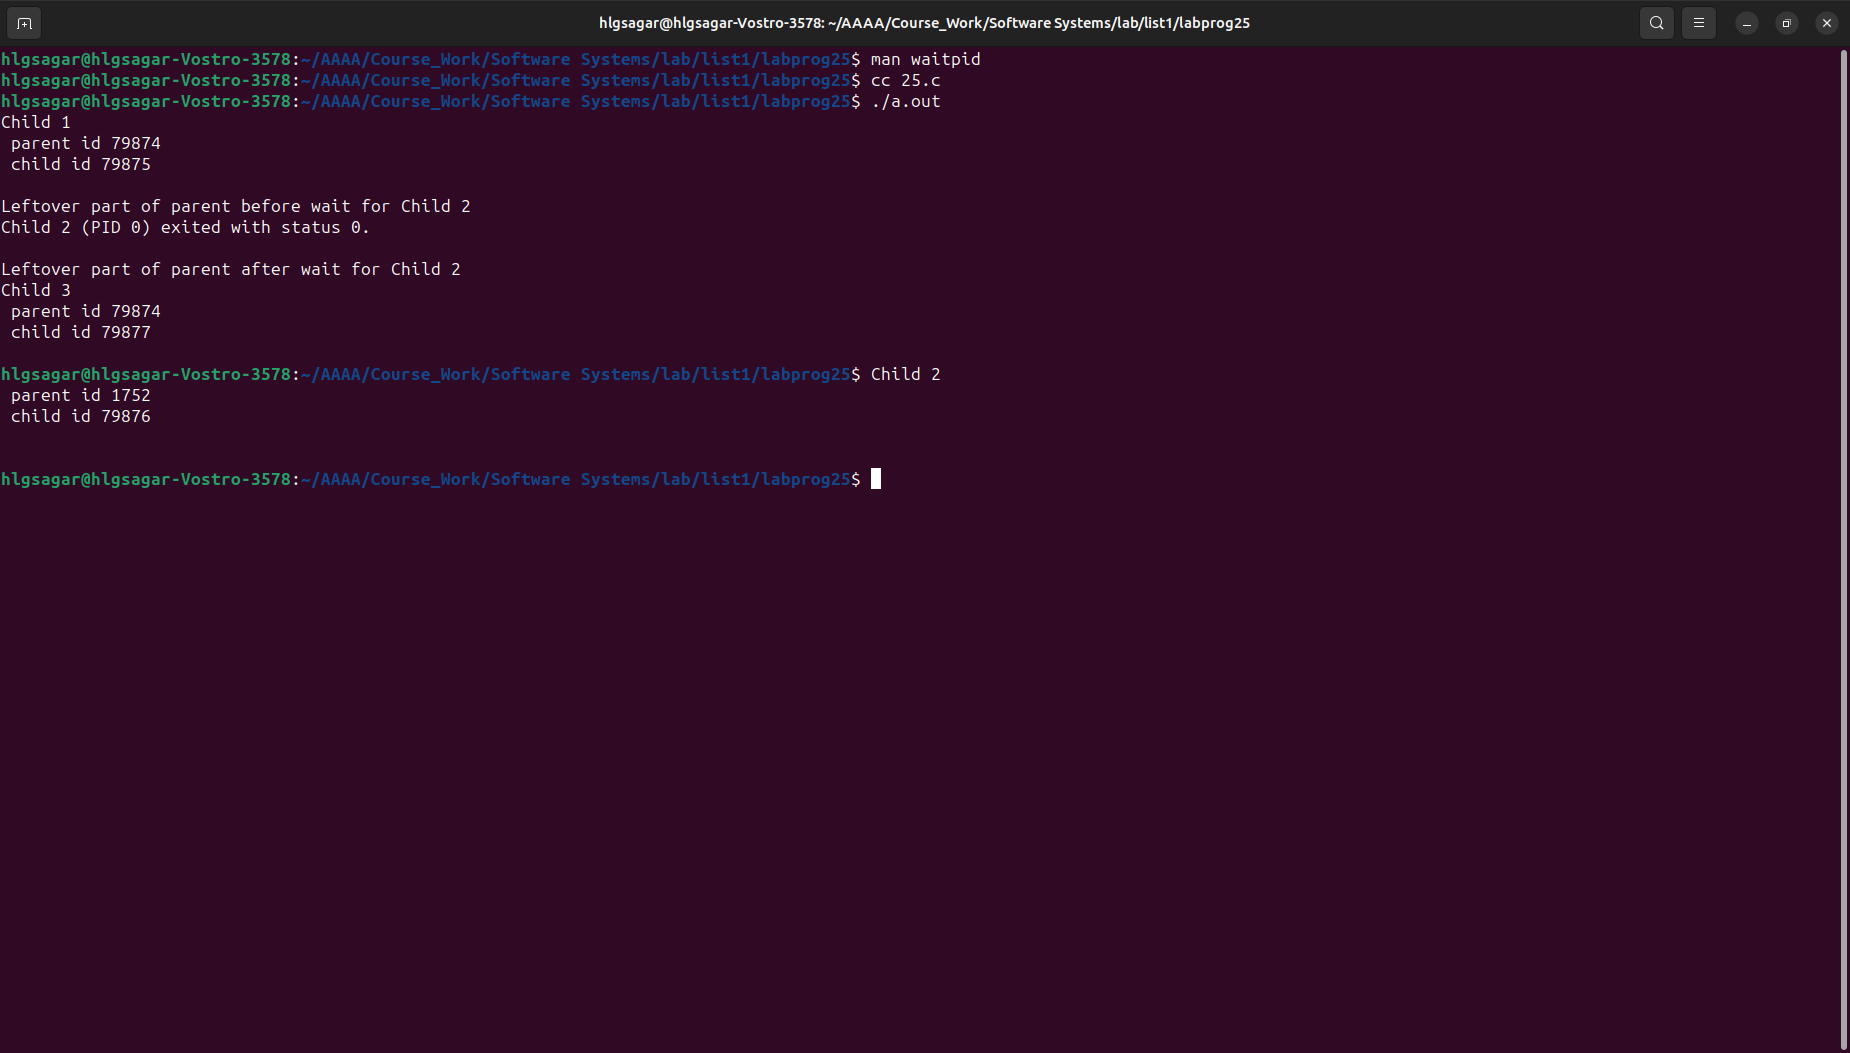 hlgsagar@hlgsagar-Vostro-3578: ~/AAAA/Course_Work/Software Systems/lab/list1/labprog25
hlgsagar@hlgsagar-Vostro-3578:~/AAAA/Course_Work/Software Systems/lab/list1/labprog25$ man waitpid
hlgsagar@hlgsagar-Vostro-3578:~/AAAA/Course_Work/Software Systems/lab/list1/labprog25$ cc 25.c
hlgsagar@hlgsagar-Vostro-3578:~/AAAA/Course_Work/Software Systems/lab/list1/labprog25$ ./a.out
Child 1
 parent id 79874
 child id 79875

Leftover part of parent before wait for Child 2
Child 2 (PID 0) exited with status 0.

Leftover part of parent after wait for Child 2
Child 3
 parent id 79874
 child id 79877

hlgsagar@hlgsagar-Vostro-3578:~/AAAA/Course_Work/Software Systems/lab/list1/labprog25$ Child 2
 parent id 1752
 child id 79876


hlgsagar@hlgsagar-Vostro-3578:~/AAAA/Course_Work/Software Systems/lab/list1/labprog25$